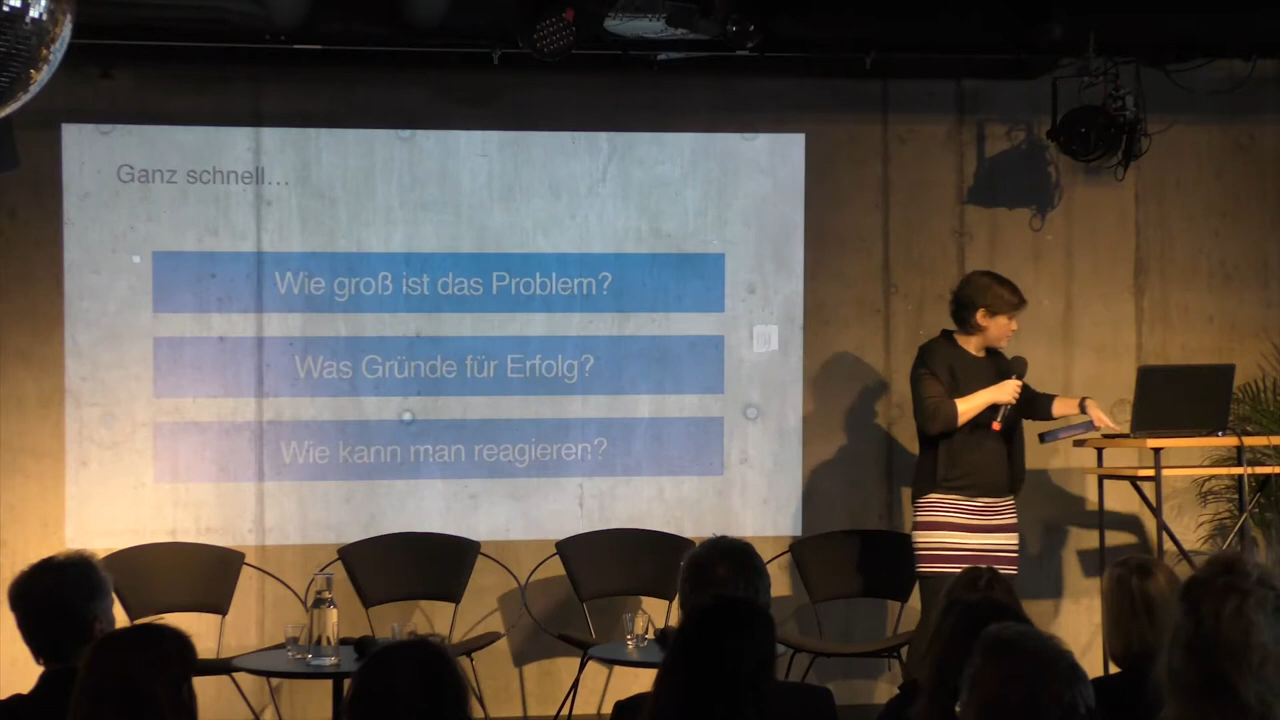 Ganz schnell...
Wie groß ist das Problem?
Was Gründe für Erfolg?
Wie kann man reagieren?